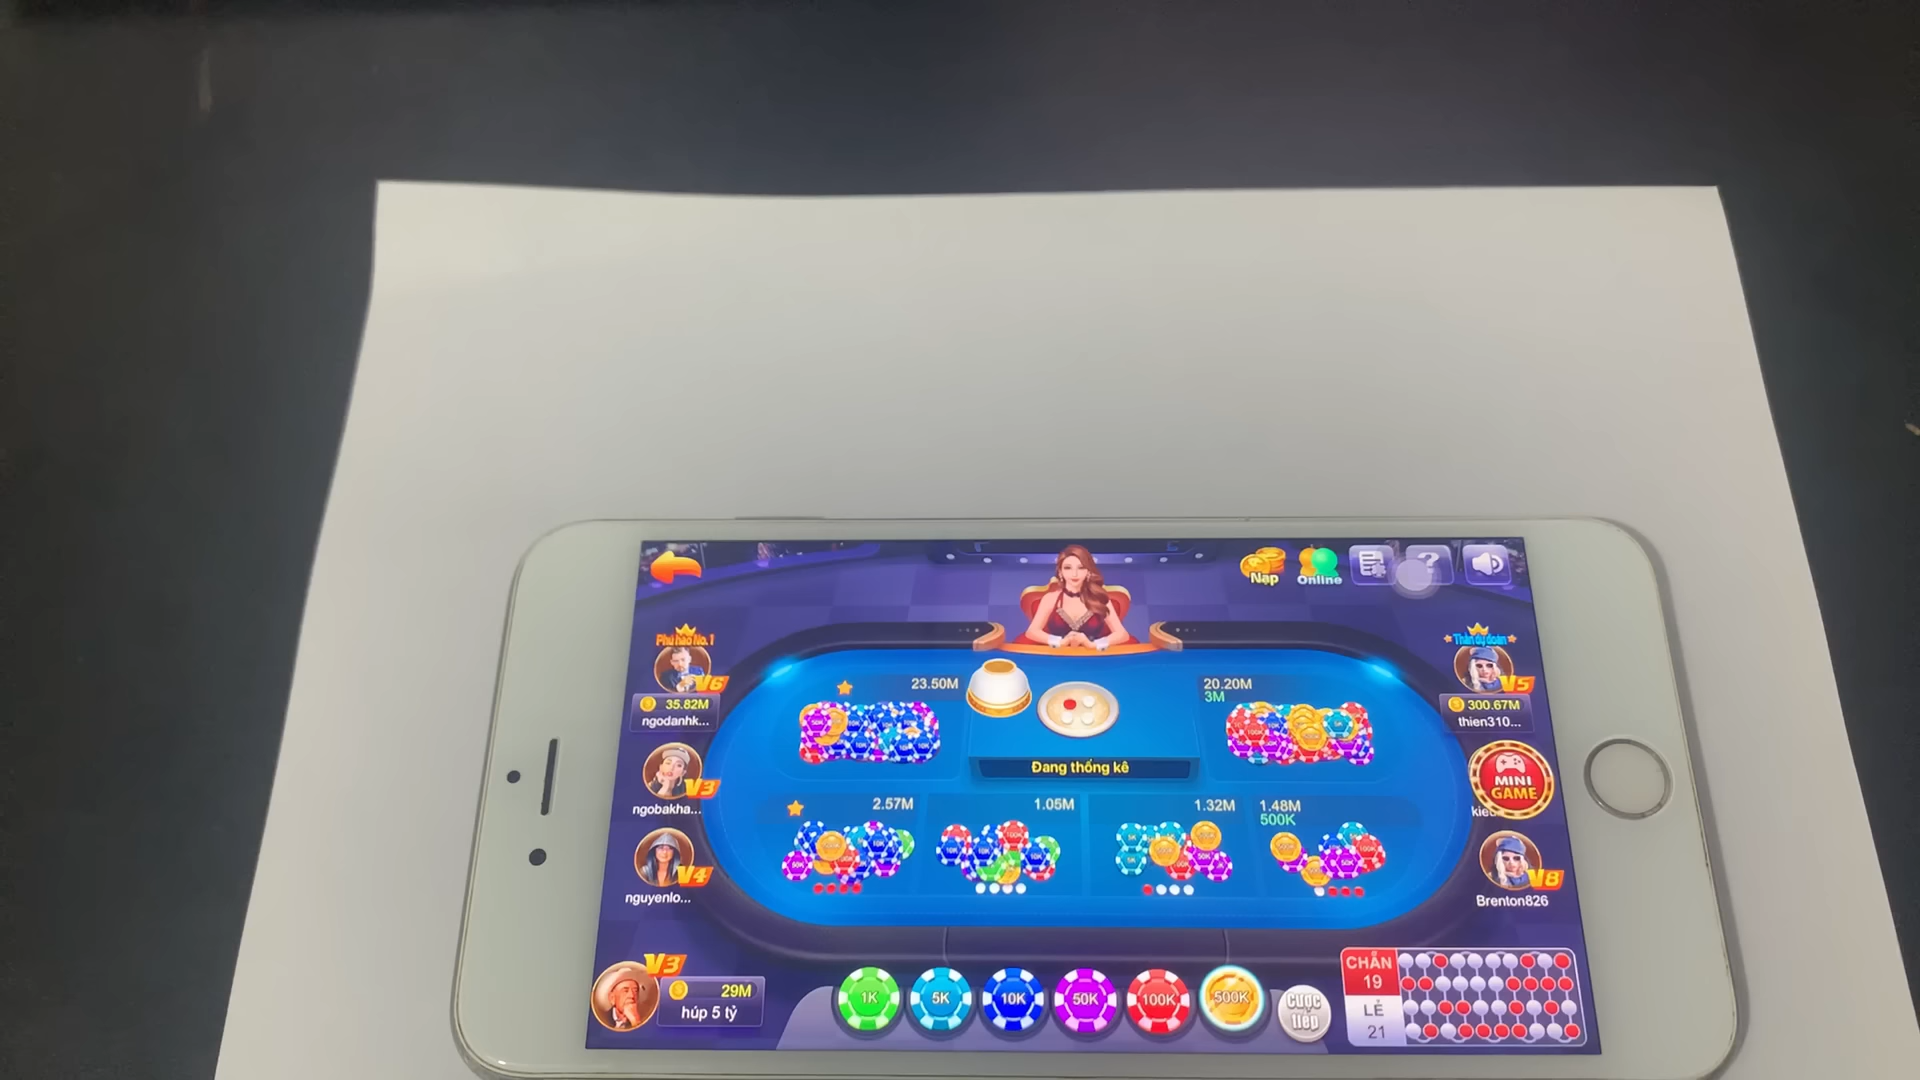 Nạp
Online
Phú hào No.1
V6
35.82M
ngodanhk...
Thần dự đoán
V5
300.67M
thien310...
23.50M
20.20M
3M
Đang thống kê
V3
ngobakha...
MINI
GAME
kieu
2.57M
1.05M
1.32M
1.48M
500K
V4
nguyenlo...
V8
Brenton826
V3
29M
húp 5 tỷ
1K
5K
10K
50K
100K
500K
CƯỢC
tiếp
CHẴN
19
LẺ
21